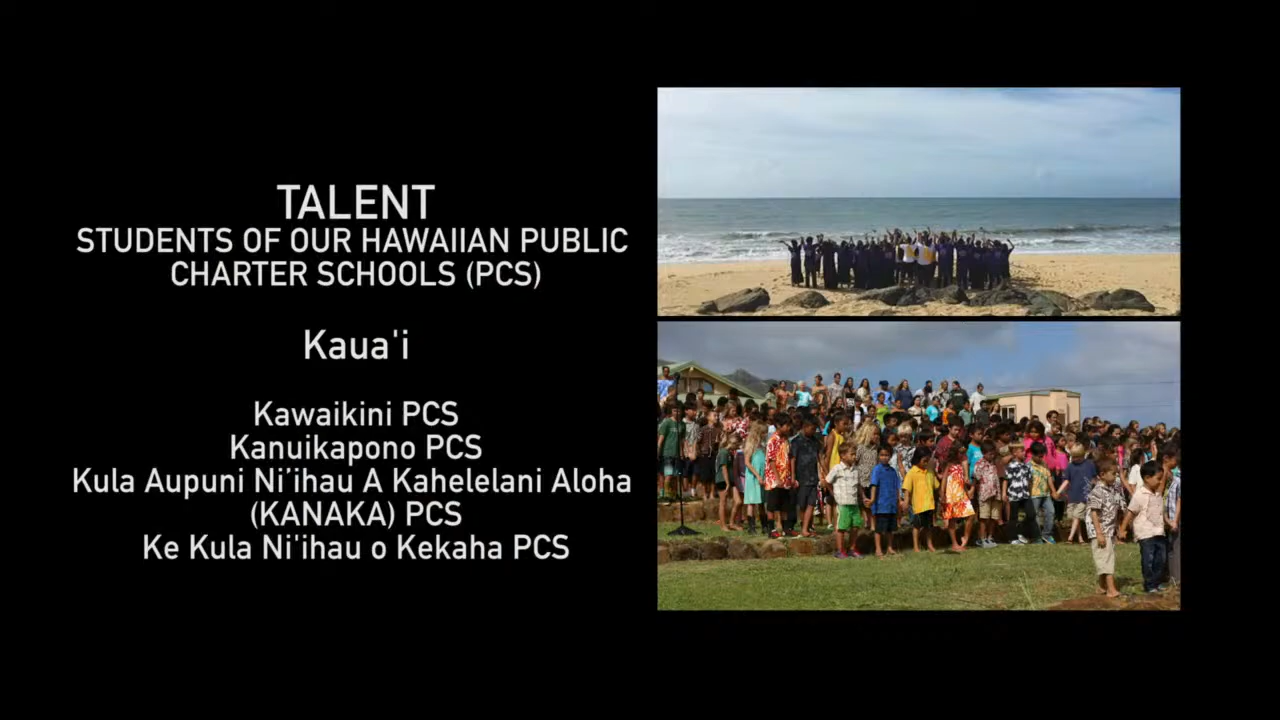 TALENT
STUDENTS OF OUR HAWAIIAN PUBLIC
CHARTER SCHOOLS (PCS)
Kaua'i
Kawaikini PCS
Kanuikapono PCS
Kula Aupuni Ni’ihau A Kahelelani Aloha
(KANAKA) PCS
Ke Kula Ni'ihau o Kekaha PCS